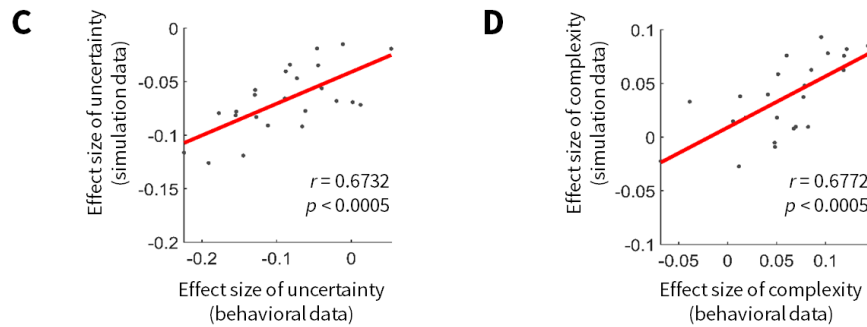 C
Effect size of uncertainty
(simulation data)
0
-0.05
-0.1
-0.15
-0.2
r = 0.6732
p < 0.0005
-0.2
-0.1
0
Effect size of uncertainty
(behavioral data)
D
Effect size of complexity
(simulation data)
0.1
0.05
0
0.05
-0.1
r = 0.6772
p < 0.0005
-0.05
0
0.05
0.1
Effect size of complexity
(behavioral data)